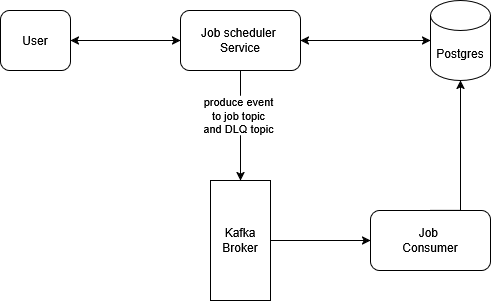 User
Job scheduler
Service
Postgres
produce event
to job topic
and DLQ topic
Kafka
Broker
Job
Consumer